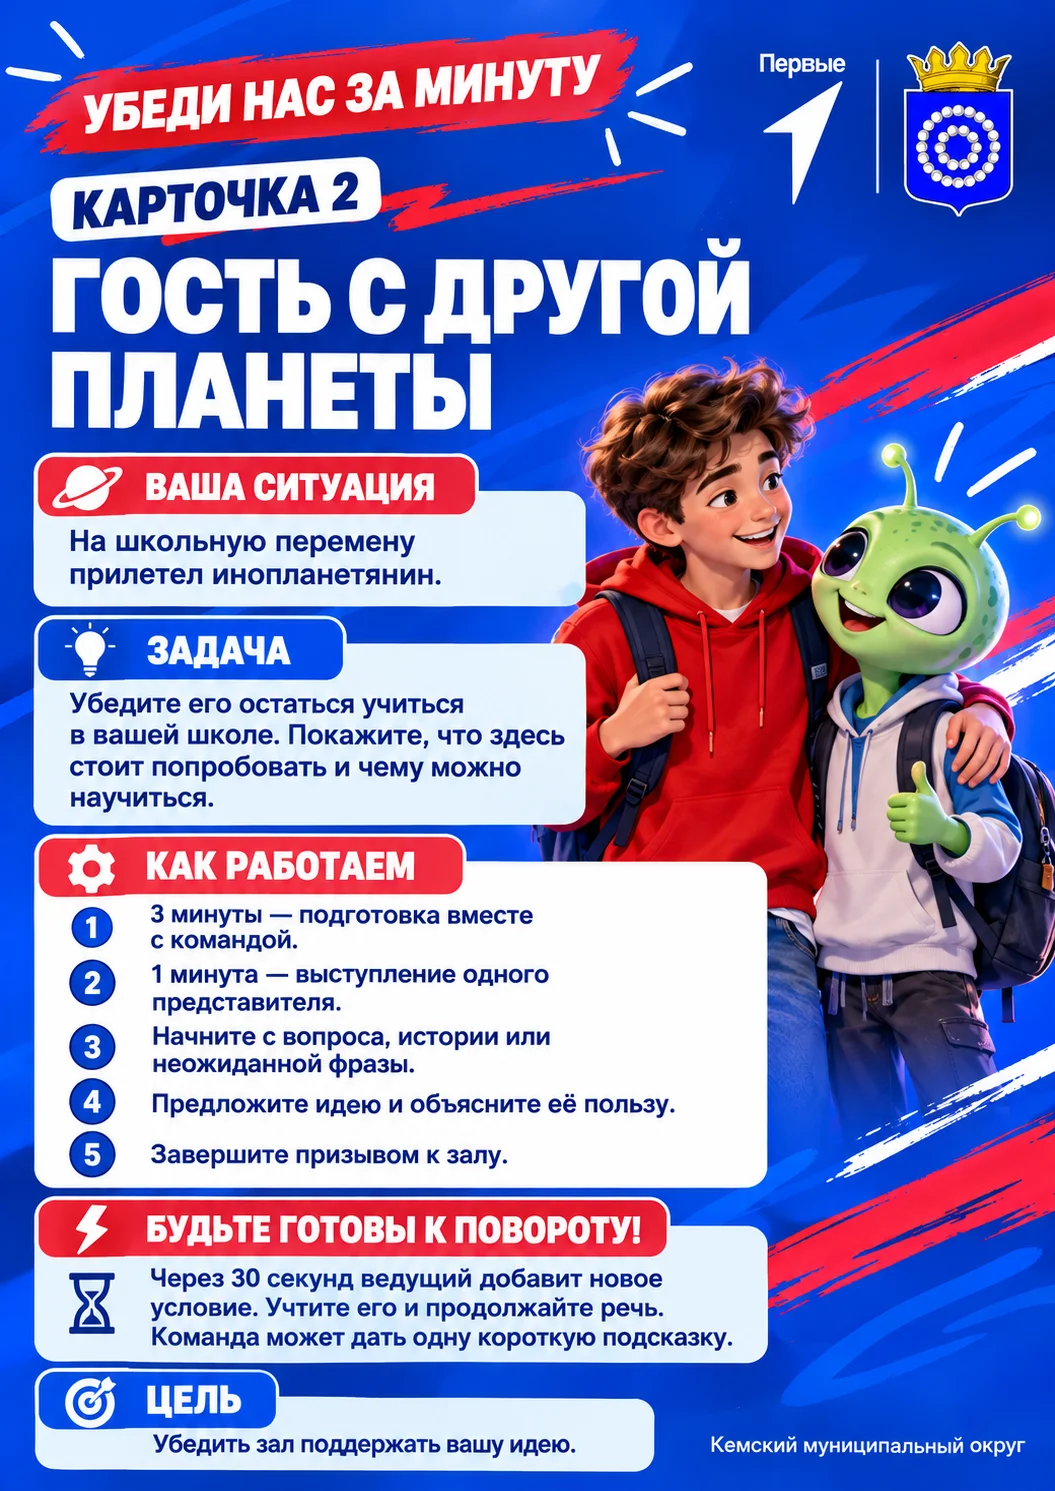 УБЕДИ НАС ЗА МИНУТУ
Первые
КАРТОЧКА 2
ГОСТЬ С ДРУГОЙ
ПЛАНЕТЫ
ВАША СИТУАЦИЯ
На школьную перемену
прилетел инопланетянин.
ЗАДАЧА
Убедите его остаться учиться
в вашей школе. Покажите, что здесь
стоит попробовать и чему можно
научиться.
КАК РАБОТАЕМ
1
3 минуты — подготовка вместе
с командой.
2
1 минута — выступление одного
представителя.
3
Начните с вопроса, истории или
неожиданной фразы.
4
Предложите идею и объясните её пользу.
5
Завершите призывом к залу.
БУДЬТЕ ГОТОВЫ К ПОВОРОТУ!
Через 30 секунд ведущий добавит новое
условие. Учтите его и продолжайте речь.
Команда может дать одну короткую подсказку.
ЦЕЛЬ
Убедить зал поддержать вашу идею.
Кемский муниципальный округ